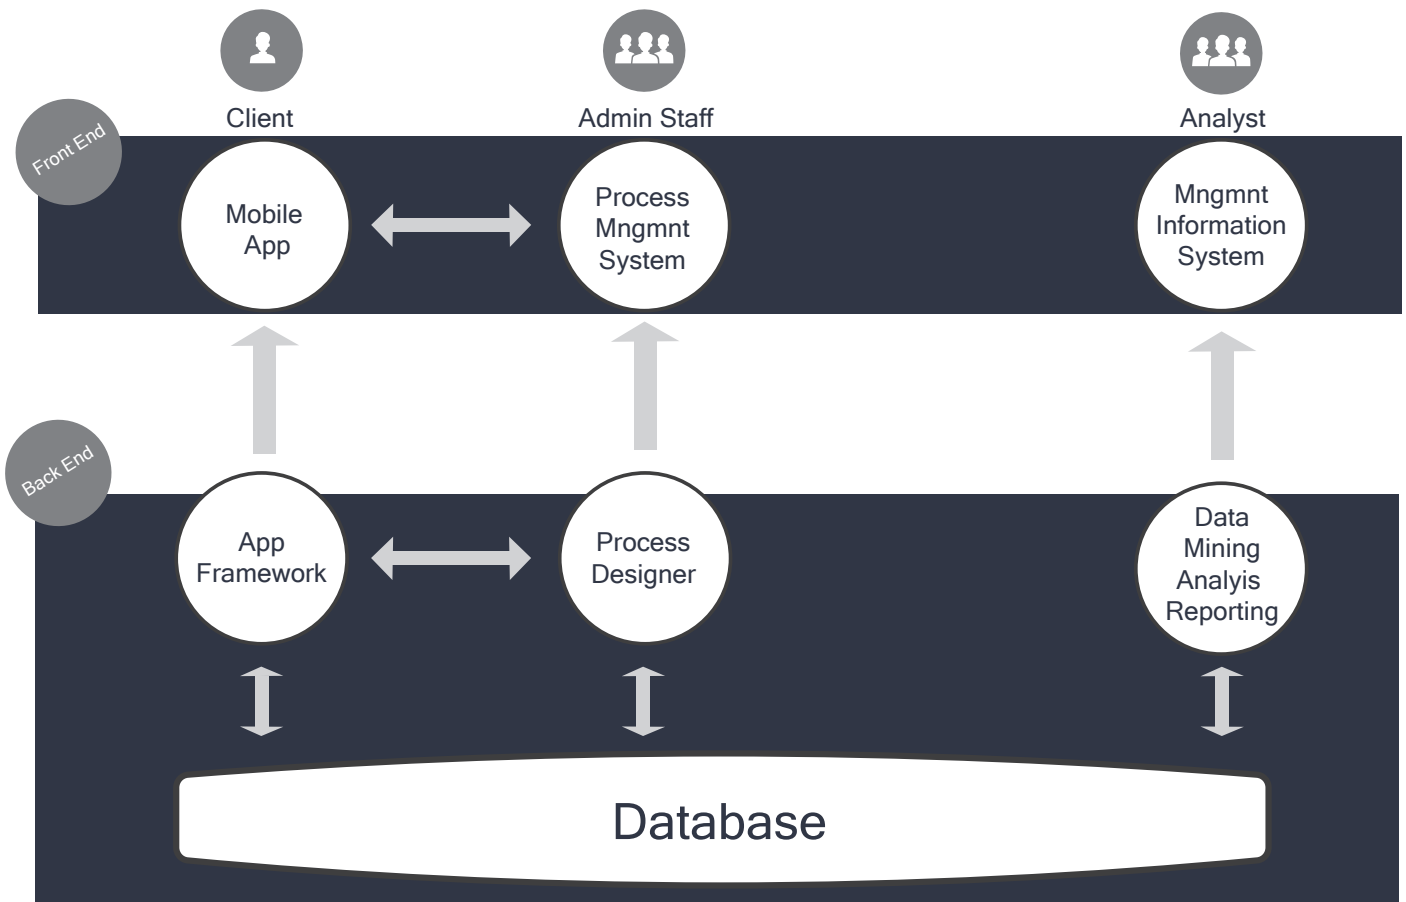 Client
Admin Staff
Analyst
Front End
Mobile
App
Process
Mngmnt
System
Mngmnt
Information
System
Back End
App
Framework
Process
Designer
Data
Mining
Analyis
Reporting
Database